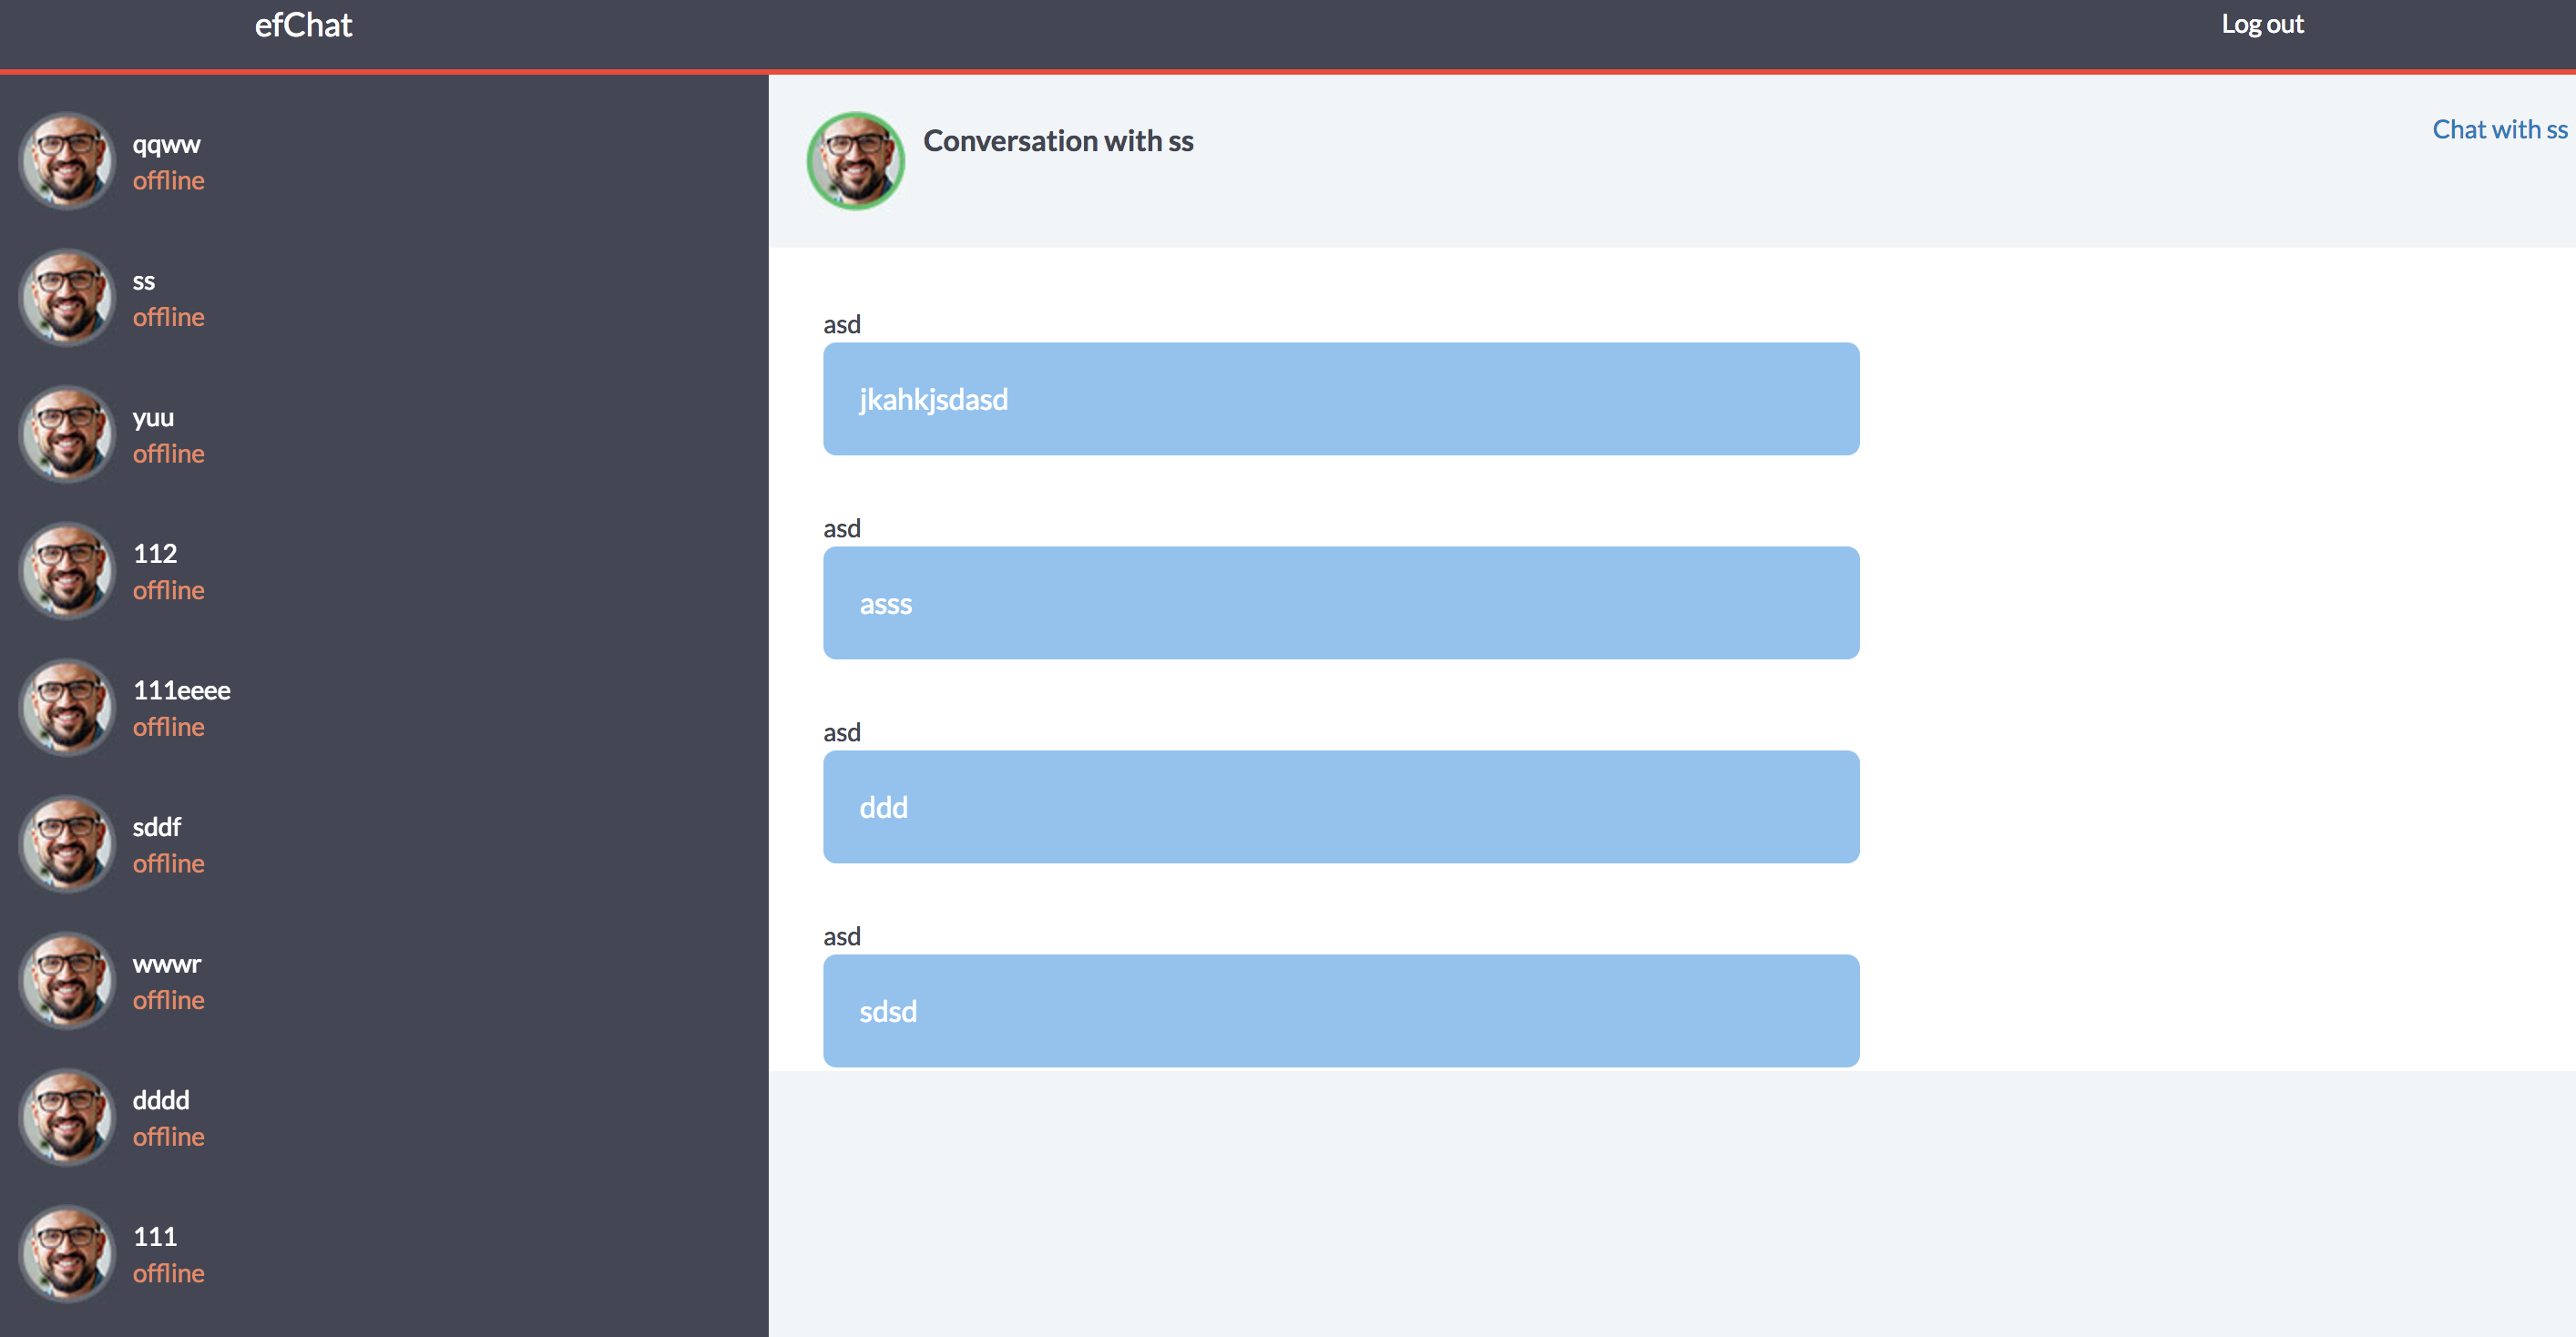 efChat
Log out
qqww
offline
ss
offline
yuu
offline
112
offline
111eeee
offline
sddf
offline
wwwr
offline
dddd
offline
111
offline
Conversation with ss
Chat with ss
asd
jkahkjsdasd
asd
asss
asd
ddd
asd
sdsd